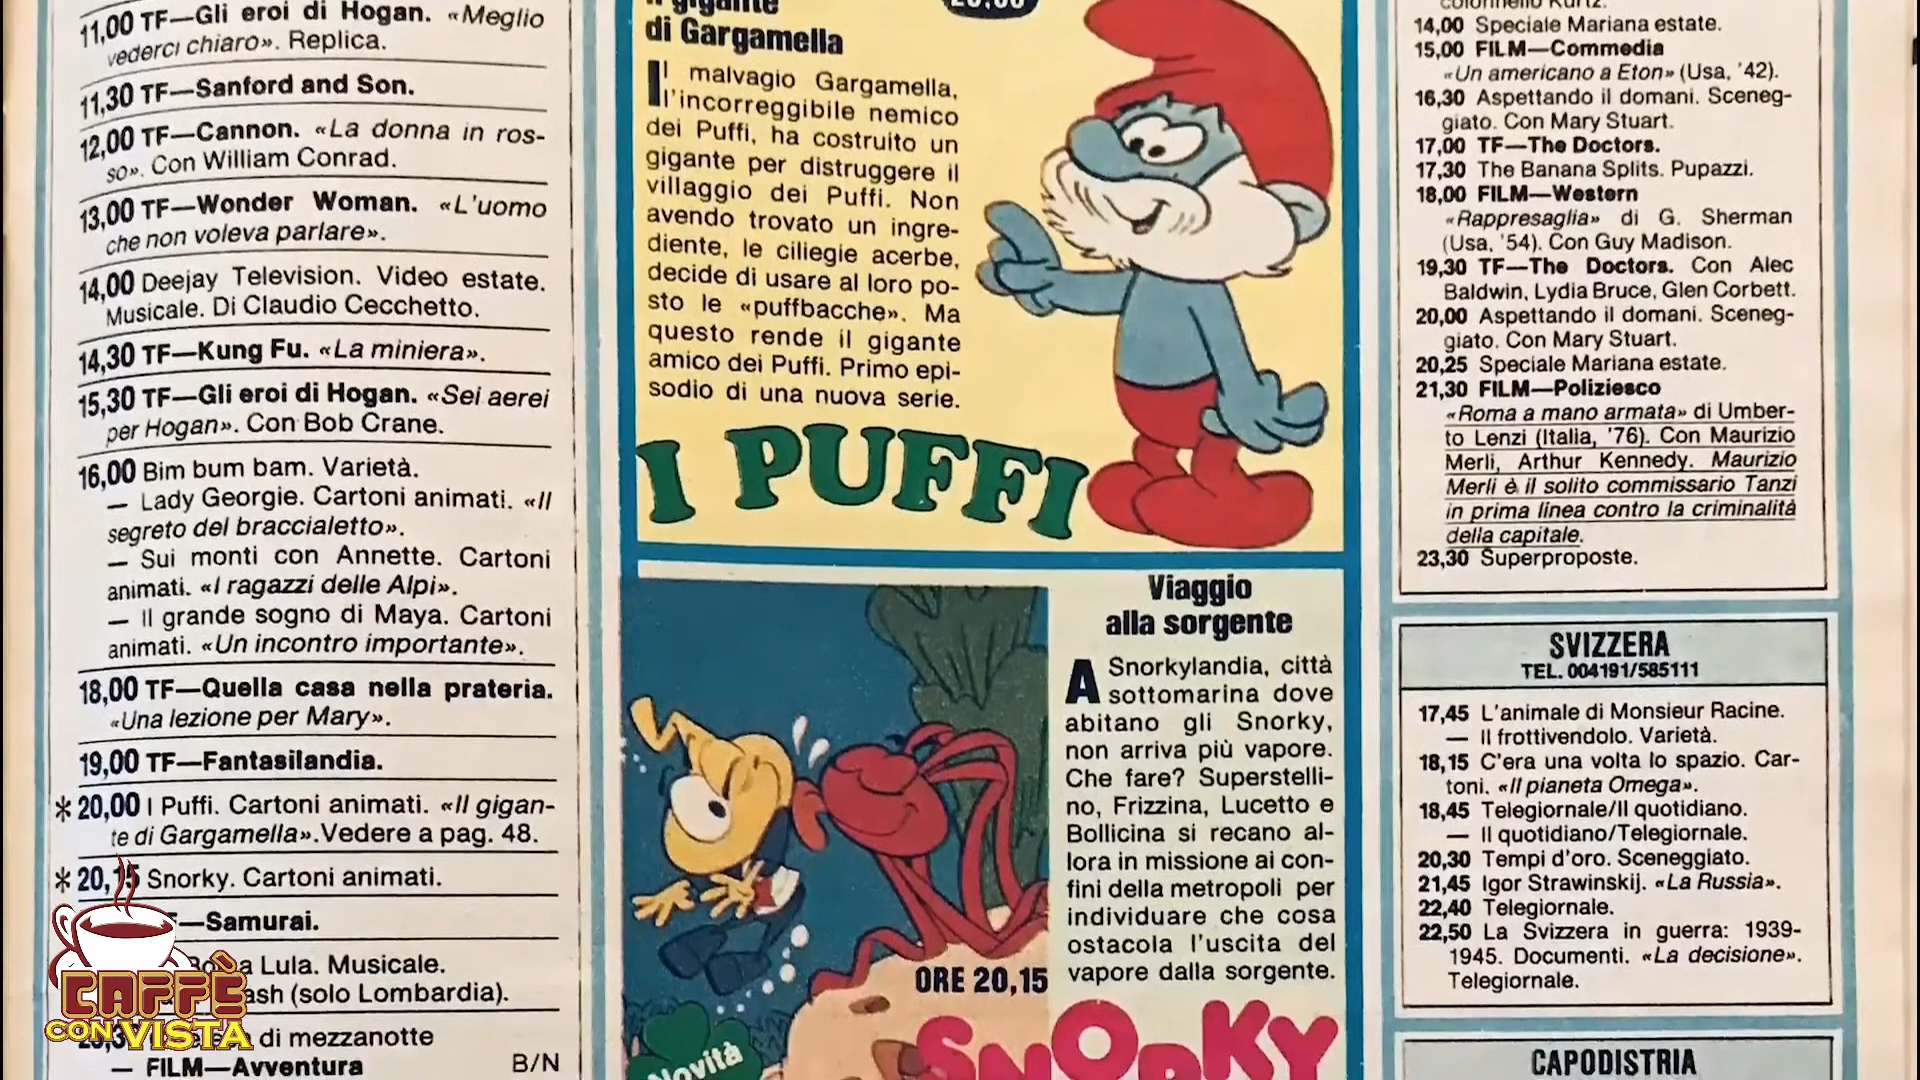 11,00 TF—Gli eroi di Hogan. «Meglio
vederci chiaro». Replica.
11,30 TF—Sanford and Son.
12,00 TF—Cannon. «La donna in ros-
so». Con William Conrad.
13,00 TF—Wonder Woman. «L'uomo
che non voleva parlare».
14,00 Deejay Television. Video estate.
Musicale. Di Claudio Cecchetto.
14,30 TF—Kung Fu. «La miniera».
15,30 TF—Gli eroi di Hogan. «Sei aerei
per Hogan». Con Bob Crane.
16,00 Bim bum bam. Varietà.
— Lady Georgie. Cartoni animati. «Il
segreto del braccialetto».
— Sui monti con Annette. Cartoni
animati. «I ragazzi delle Alpi».
— Il grande sogno di Maya. Cartoni
animati. «Un incontro importante».
18,00 TF—Quella casa nella prateria.
«Una lezione per Mary».
19,00 TF—Fantasilandia.
* 20,00 I Puffi. Cartoni animati. «Il gigan-
te di Gargamella». Vedere a pag. 48.
* 20,15 Snorky. Cartoni animati.
—Samurai.
Lula. Musicale.
(solo Lombardia).
di mezzanotte
— FILM—Avventura B/N
CAFFÈ
CON VISTA
Il gigante
di Gargamella
Il malvagio Gargamella,
l'incorreggibile nemico
dei Puffi, ha costruito un
gigante per distruggere il
villaggio dei Puffi. Non
avendo trovato un ingre-
diente, le ciliegie acerbe,
decide di usare al loro po-
sto le «puffbacche». Ma
questo rende il gigante
amico dei Puffi. Primo epi-
sodio di una nuova serie.
I PUFFI
Viaggio
alla sorgente
A Snorkylandia, città
sottomarina dove
abitano gli Snorky,
non arriva più vapore.
Che fare? Superstelli-
no, Frizzina, Lucetto e
Bollicina si recano al-
lora in missione ai con-
fini della metropoli per
individuare che cosa
ostacola l'uscita del
vapore dalla sorgente.
ORE 20,15
Novità
SNORKY
colonnello Kurtz.
14,00 Speciale Mariana estate.
15,00 FILM—Commedia
«Un americano a Eton» (Usa, '42).
16,30 Aspettando il domani. Sceneg-
giato. Con Mary Stuart.
17,00 TF—The Doctors.
17,30 The Banana Splits. Pupazzi.
18,00 FILM—Western
«Rappresaglia» di G. Sherman
(Usa, '54). Con Guy Madison.
19,30 TF—The Doctors. Con Alec
Baldwin, Lydia Bruce, Glen Corbett.
20,00 Aspettando il domani. Sceneg-
giato. Con Mary Stuart.
20,25 Speciale Mariana estate.
21,30 FILM—Poliziesco
«Roma a mano armata» di Umber-
to Lenzi (Italia, '76). Con Maurizio
Merli, Arthur Kennedy. Maurizio
Merli è il solito commissario Tanzi
in prima linea contro la criminalità
della capitale.
23,30 Superproposte.
SVIZZERA
TEL. 004191/585111
17,45 L'animale di Monsieur Racine.
— Il frottivendolo. Varietà.
18,15 C'era una volta lo spazio. Car-
toni. «Il pianeta Omega».
18,45 Telegiornale/Il quotidiano.
— Il quotidiano/Telegiornale.
20,30 Tempi d'oro. Sceneggiato.
21,45 Igor Strawinskij. «La Russia».
22,40 Telegiornale.
22,50 La Svizzera in guerra: 1939-
1945. Documenti. «La decisione».
Telegiornale.
CAPODISTRIA